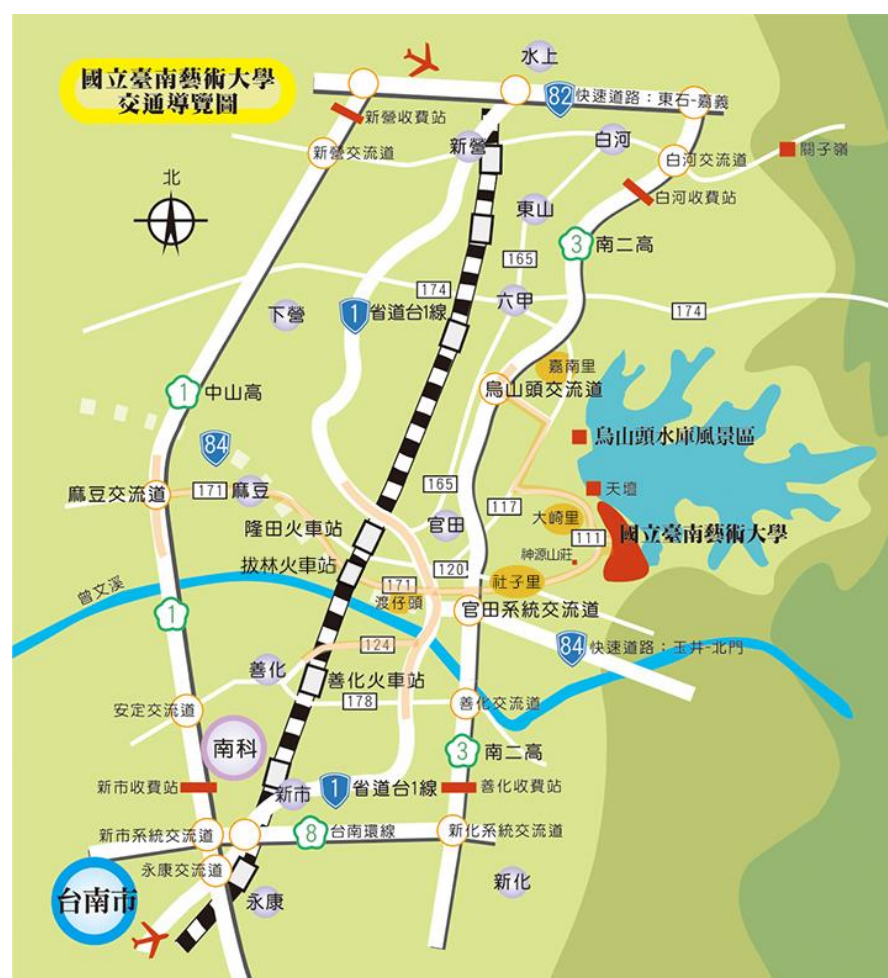 國立臺南藝術大學
交通導覽圖
水上
82
快速道路：東石-嘉義
新營收費站
新營交流道
新營
白河
白河交流道
關子嶺
北
白河收費站
東山
3
南二高
165
174
六甲
下營
1
省道台1線
174
嘉南里
烏山頭交流道
1
中山高
84
烏山頭水庫風景區
麻豆交流道
171
麻豆
165
天壇
117
隆田火車站
官田
大崎里
111
國立臺南藝術大學
神源山莊
拔林火車站
120
曾文溪
171
社子里
渡仔頭
官田系統交流道
1
124
84
快速道路：玉井-北門
善化
善化火車站
178
善化交流道
安定交流道
南科
3
南二高
新市收費站
新市
1
省道台1線
善化收費站
新市系統交流道
8
台南環線
新化系統交流道
永康交流道
台南市
永康
新化